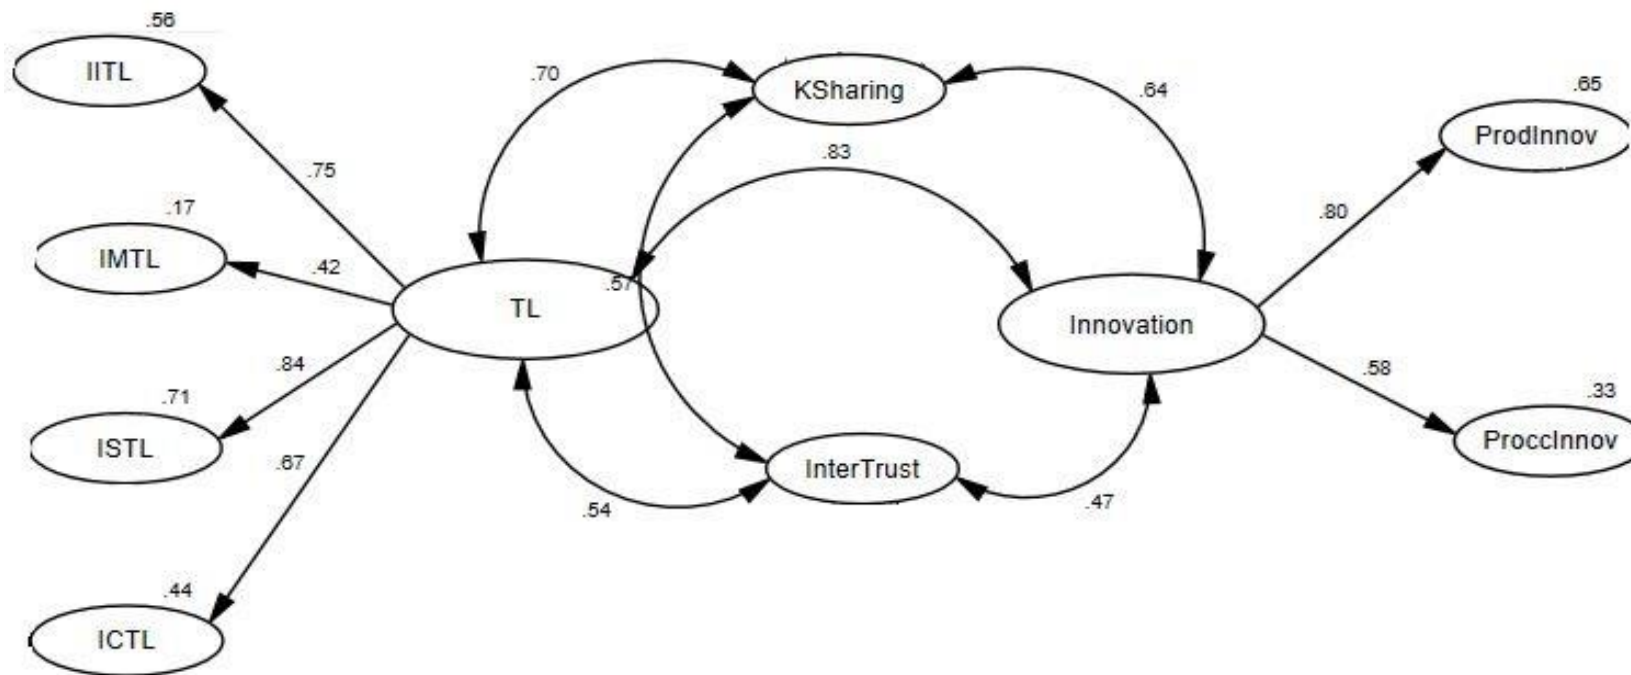 .56
IITL
.75
.17
IMTL
.42
.84
.71
ISTL
.67
.44
ICTL
TL
.70
KSharing
.64
.83
.57
InterTrust
.54
.47
Innovation
.65
ProdInnov
.80
.58
.33
ProccInnov